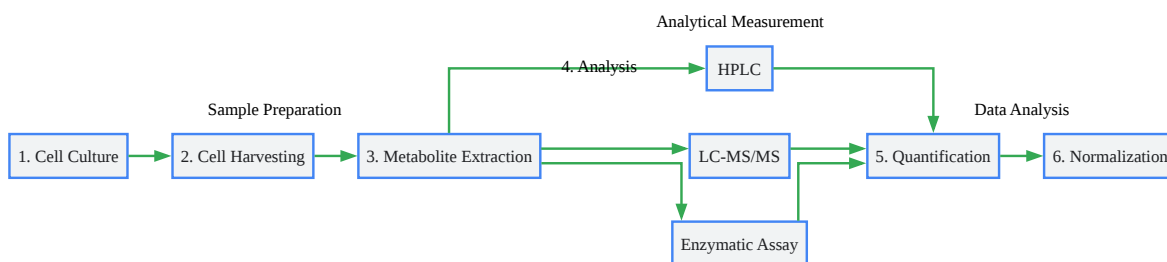 Analytical Measurement
4. Analysis
HPLC
Sample Preparation
Data Analysis
1. Cell Culture
2. Cell Harvesting
3. Metabolite Extraction
LC-MS/MS
5. Quantification
6. Normalization
Enzymatic Assay